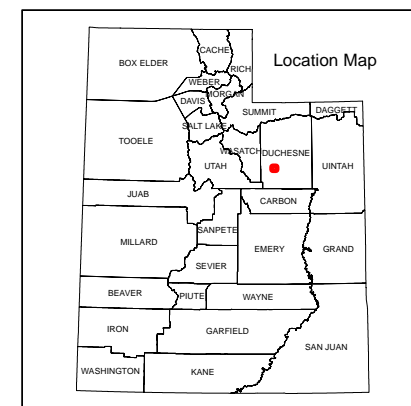 Location Map
BOX ELDER
CACHE
RICH
WEBER
MORGAN
DAVIS
SUMMIT
DAGGETT
SALT LAKE
TOOELE
WASATCH
DUCHESNE
UTAH
UINTAH
JUAB
CARBON
SANPETE
MILLARD
EMERY
GRAND
SEVIER
BEAVER
PIUTE
WAYNE
IRON
GARFIELD
SAN JUAN
WASHINGTON
KANE